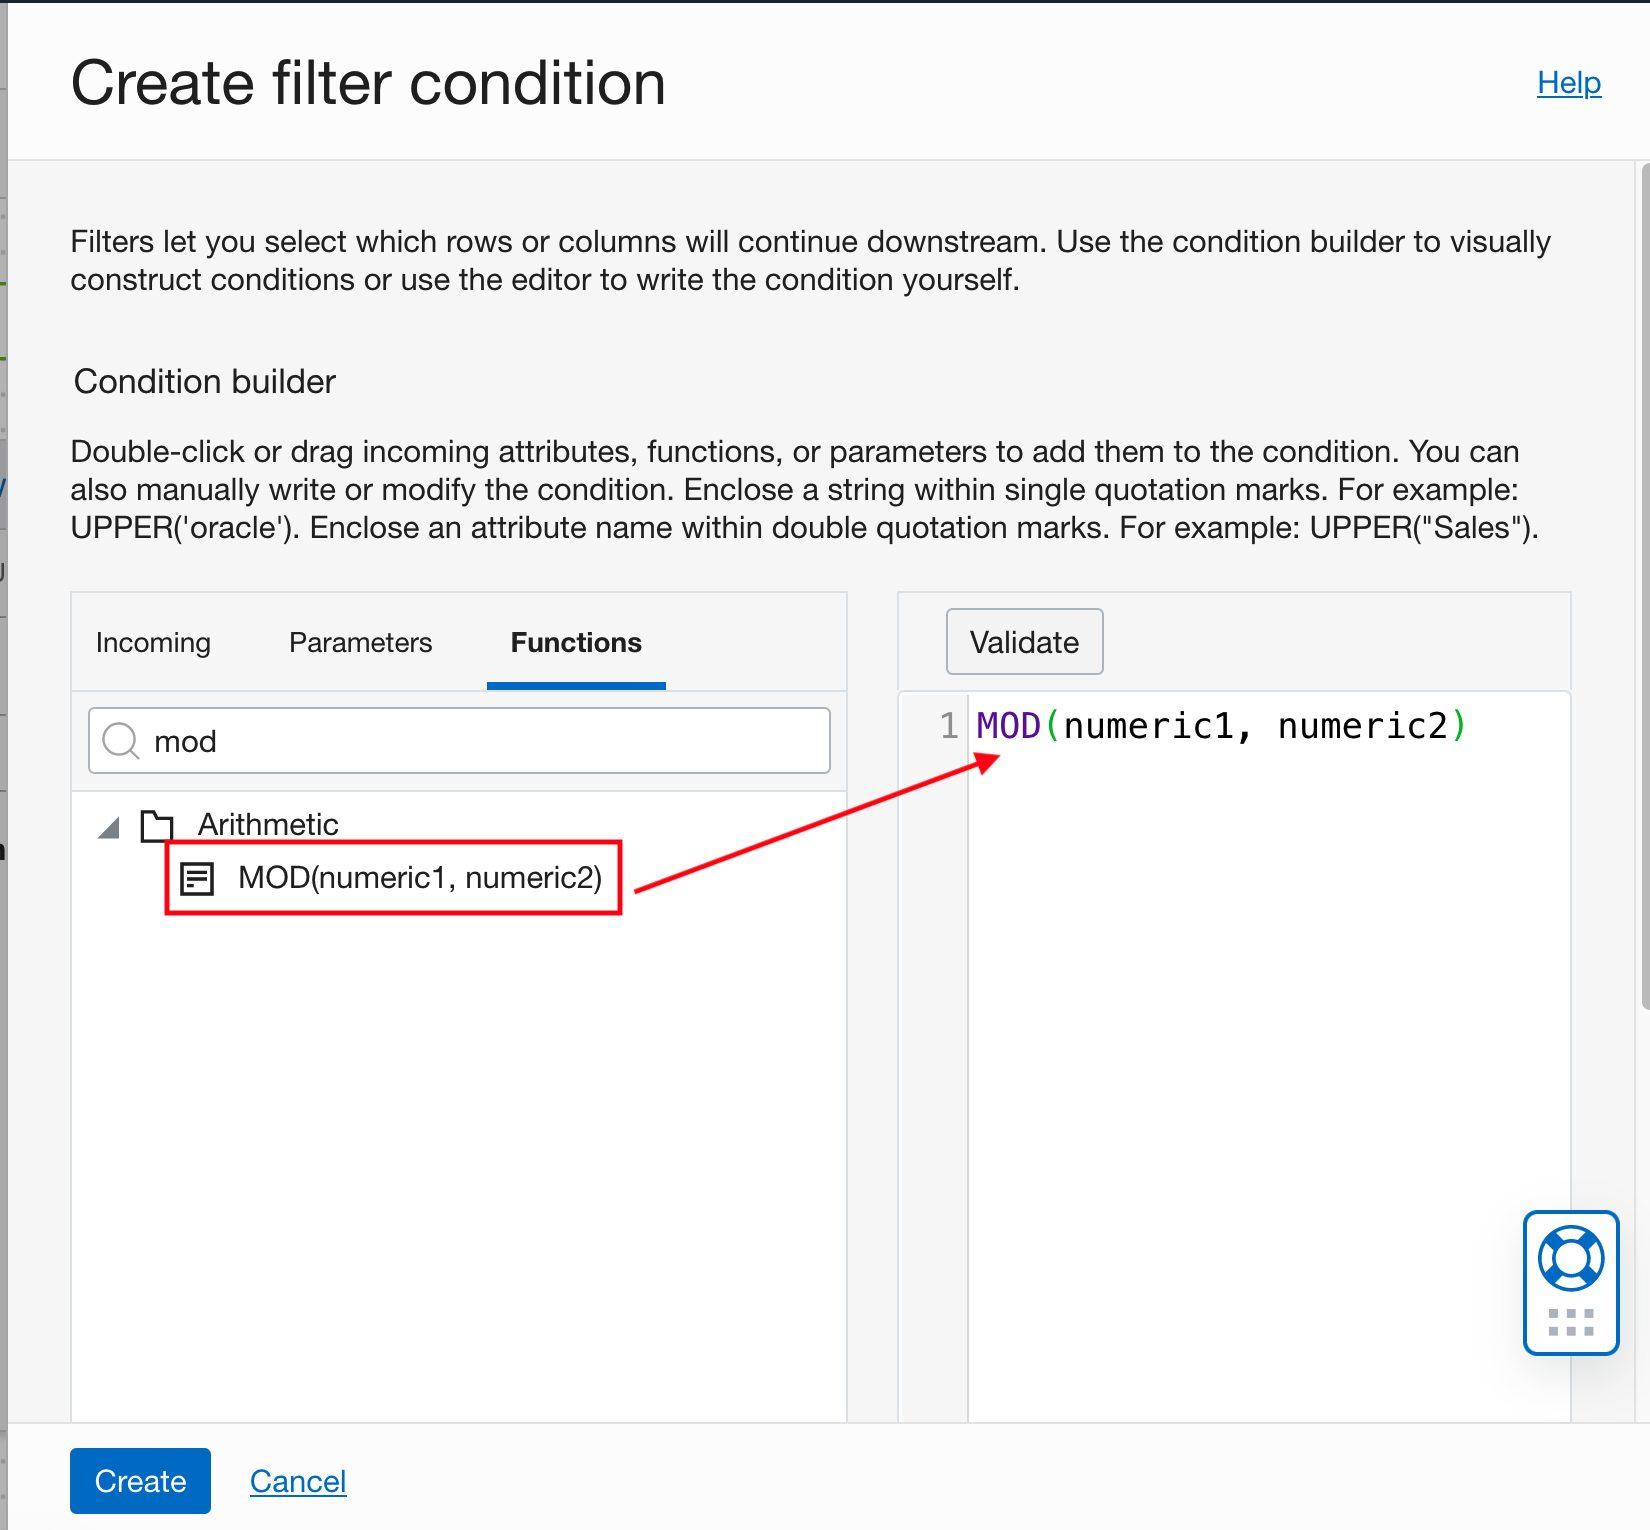 Create filter condition
Help
Filters let you select which rows or columns will continue downstream. Use the condition builder to visually
construct conditions or use the editor to write the condition yourself.
Condition builder
Double-click or drag incoming attributes, functions, or parameters to add them to the condition. You can
also manually write or modify the condition. Enclose a string within single quotation marks. For example:
UPPER('oracle'). Enclose an attribute name within double quotation marks. For example: UPPER("Sales").
Incoming Parameters Functions
mod
Arithmetic
MOD(numeric1, numeric2)
Validate
1 MOD(numeric1, numeric2)
Create Cancel